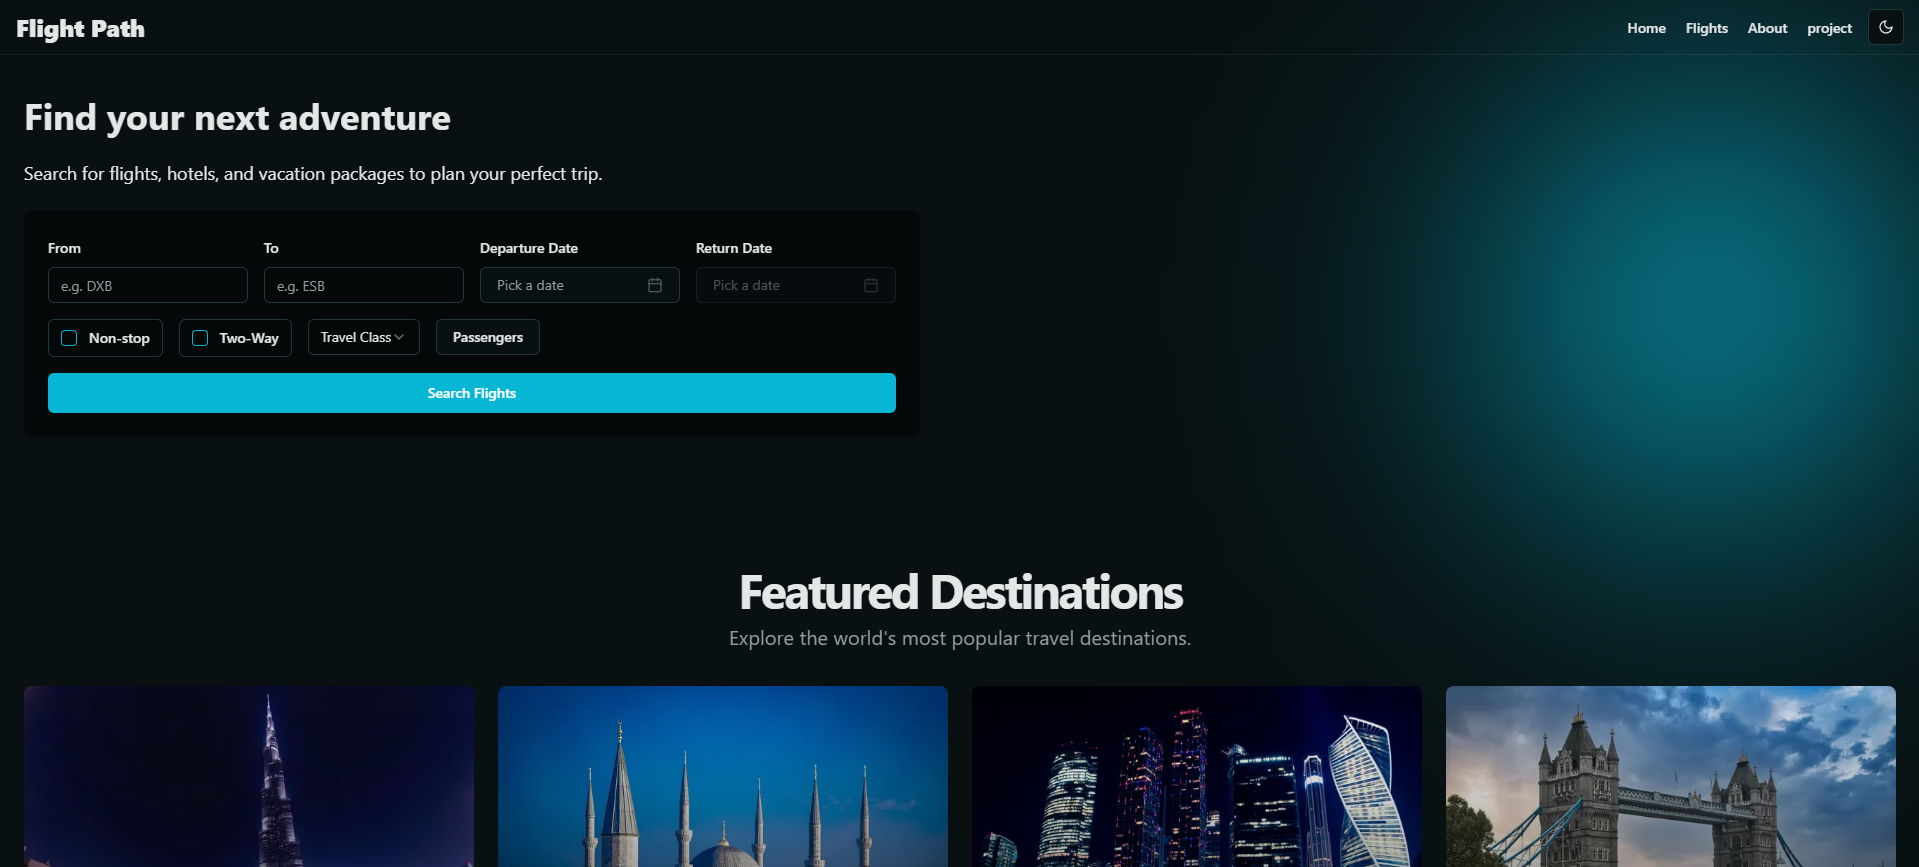 Flight Path
Home Flights About project
Find your next adventure
Search for flights, hotels, and vacation packages to plan your perfect trip.
From To Departure Date Return Date
e.g. DXB e.g. ESB Pick a date Pick a date
Non-stop Two-Way Travel Class Passengers
Search Flights
Featured Destinations
Explore the world's most popular travel destinations.